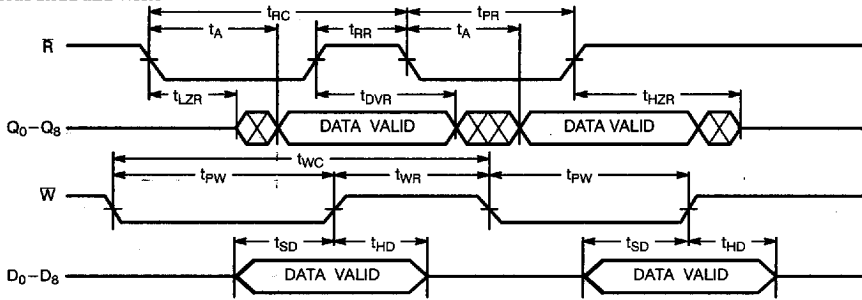 tRC tPR
tA tRR tA
R̅
tLZR tDVR tHZR
Q0–Q8 DATA VALID DATA VALID
tWC
tPW tWR tPW
W̅
tSD tHD tSD tHD
D0–D8 DATA VALID DATA VALID